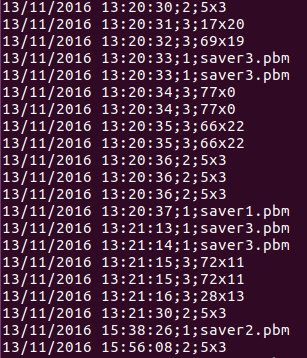 13/11/2016 13:20:30;2;5x3
13/11/2016 13:20:31;3;17x20
13/11/2016 13:20:32;3;69x19
13/11/2016 13:20:33;1;saver3.pbm
13/11/2016 13:20:33;1;saver3.pbm
13/11/2016 13:20:34;3;77x0
13/11/2016 13:20:34;3;77x0
13/11/2016 13:20:35;3;66x22
13/11/2016 13:20:35;3;66x22
13/11/2016 13:20:36;2;5x3
13/11/2016 13:20:36;2;5x3
13/11/2016 13:20:36;2;5x3
13/11/2016 13:20:37;1;saver1.pbm
13/11/2016 13:21:13;1;saver3.pbm
13/11/2016 13:21:14;1;saver3.pbm
13/11/2016 13:21:15;3;72x11
13/11/2016 13:21:15;3;72x11
13/11/2016 13:21:16;3;28x13
13/11/2016 13:21:30;2;5x3
13/11/2016 15:38:26;1;saver2.pbm
13/11/2016 15:56:08;2;5x3